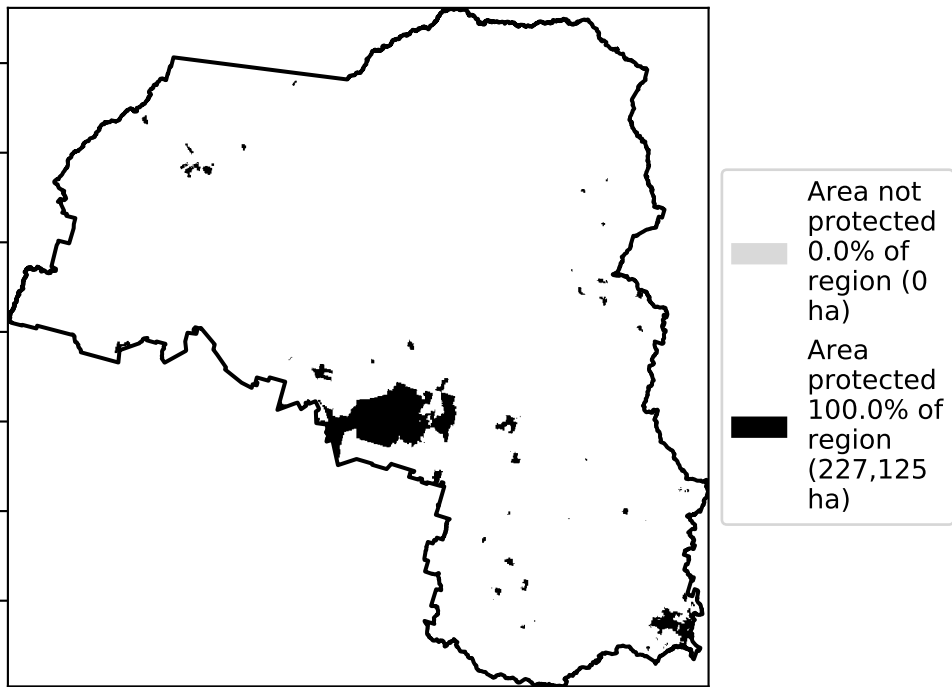 Area not
protected
0.0% of
region (0
ha)
Area
protected
100.0% of
region
(227,125
ha)